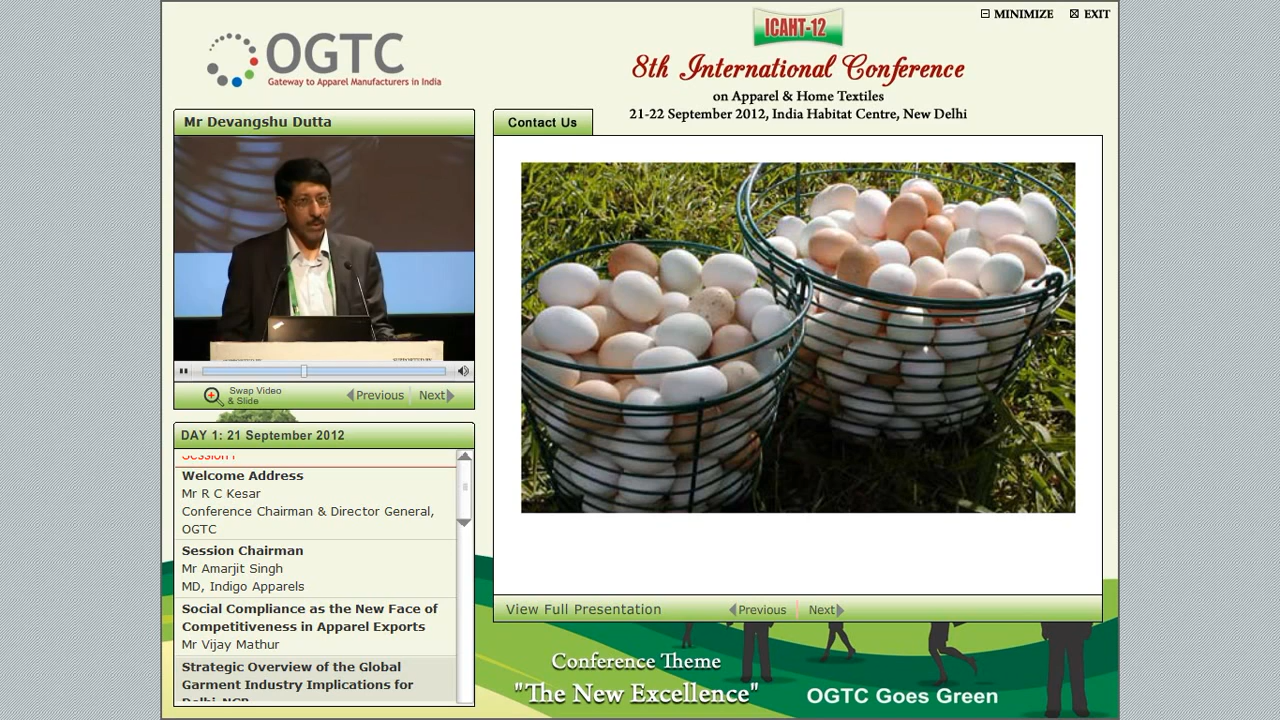 ICAHT-12
MINIMIZE
EXIT
OGTC
Gateway to Apparel Manufacturers in India
8th International Conference
on Apparel & Home Textiles
21-22 September 2012, India Habitat Centre, New Delhi
Mr Devangshu Dutta
Contact Us
Swap Video
& Slide
Previous
Next
DAY 1: 21 September 2012
Session I
Welcome Address
Mr R C Kesar
Conference Chairman & Director General,
OGTC
Session Chairman
Mr Amarjit Singh
MD, Indigo Apparels
Social Compliance as the New Face of
Competitiveness in Apparel Exports
Mr Vijay Mathur
Strategic Overview of the Global
Garment Industry Implications for
Delhi-NCR
View Full Presentation
Previous
Next
Conference Theme
"The New Excellence"
OGTC Goes Green